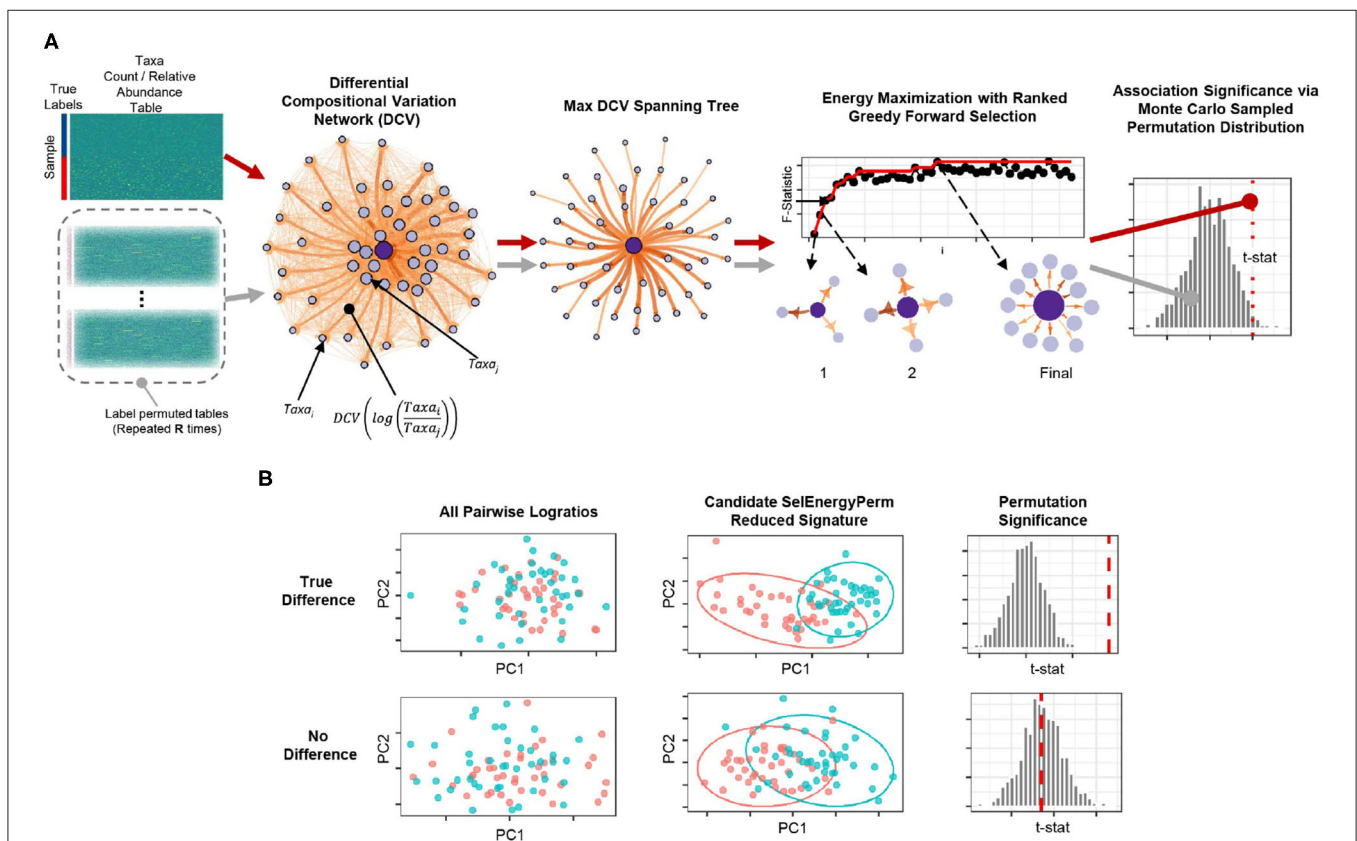 A
True
Labels
Taxa
Count / Relative
Abundance
Table
Sample
Label permuted tables
(Repeated R times)
Differential
Compositional Variation
Network (DCV)
Taxa_i
Taxa_j
DCV(log(Taxa_i/Taxa_j))
Max DCV Spanning Tree
Energy Maximization with Ranked
Greedy Forward Selection
F-Statistic
i
1
2
Final
Association Significance via
Monte Carlo Sampled
Permutation Distribution
t-stat
B
All Pairwise Logratios
Candidate SelEnergyPerm
Reduced Signature
Permutation
Significance
True
Difference
PC2
PC1
PC2
PC1
t-stat
No
Difference
PC2
PC1
PC2
PC1
t-stat